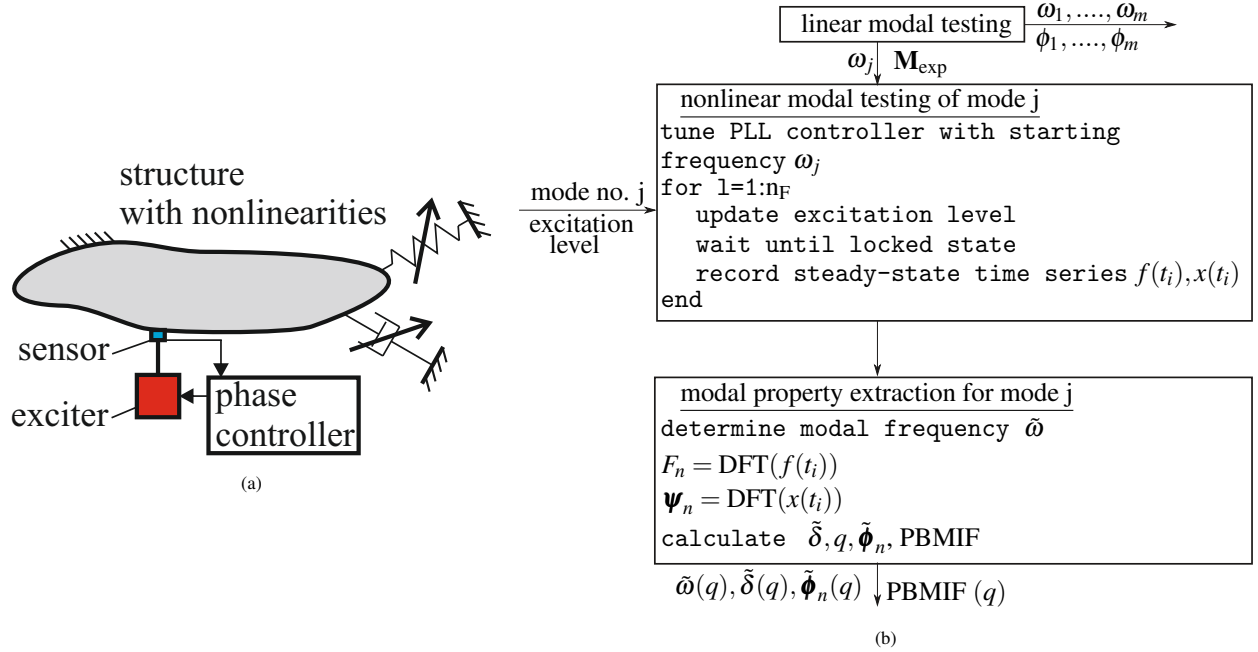 structure
with nonlinearities
sensor
exciter
phase
controller
(a)
linear modal testing
ω₁, ...., ωₘ
ϕ₁, ...., ϕₘ
ωⱼ
M_exp
mode no. j
excitation
level
nonlinear modal testing of mode j
tune PLL controller with starting
frequency ωⱼ
for l=1:n_F
update excitation level
wait until locked state
record steady-state time series f(tᵢ),x(tᵢ)
end
modal property extraction for mode j
determine modal frequency ω̃
Fₙ = DFT(f(tᵢ))
ψₙ = DFT(x(tᵢ))
calculate δ̃, q, ϕ̃ₙ, PBMIF
ω̃(q), δ̃(q), ϕ̃ₙ(q)
PBMIF (q)
(b)